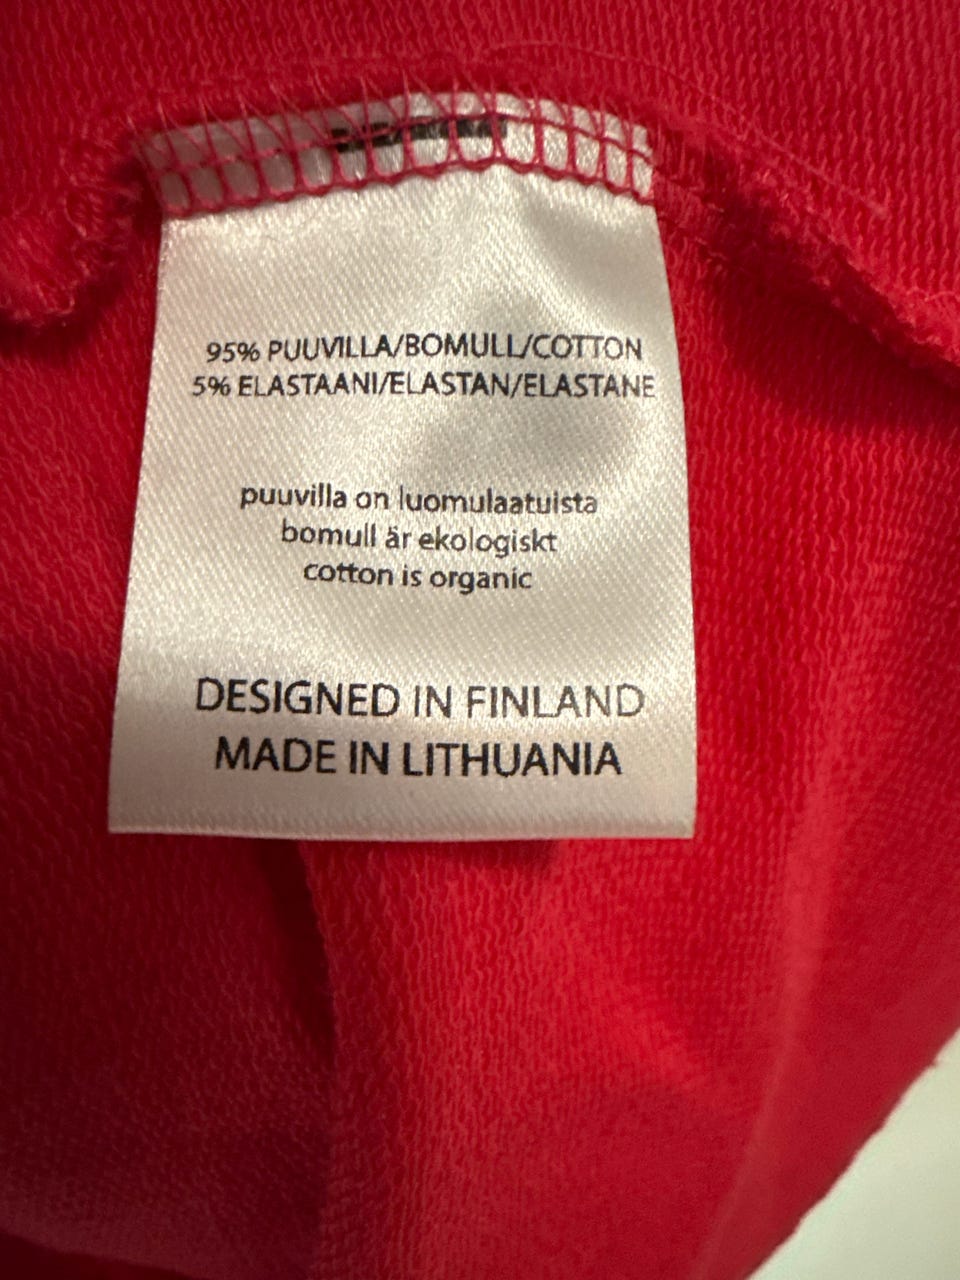 95% PUUVILLA/BOMULL/COTTON
5% ELASTAANI/ELASTAN/ELASTANE
puuvilla on luomulaatuista
bomull är ekologiskt
cotton is organic
DESIGNED IN FINLAND
MADE IN LITHUANIA